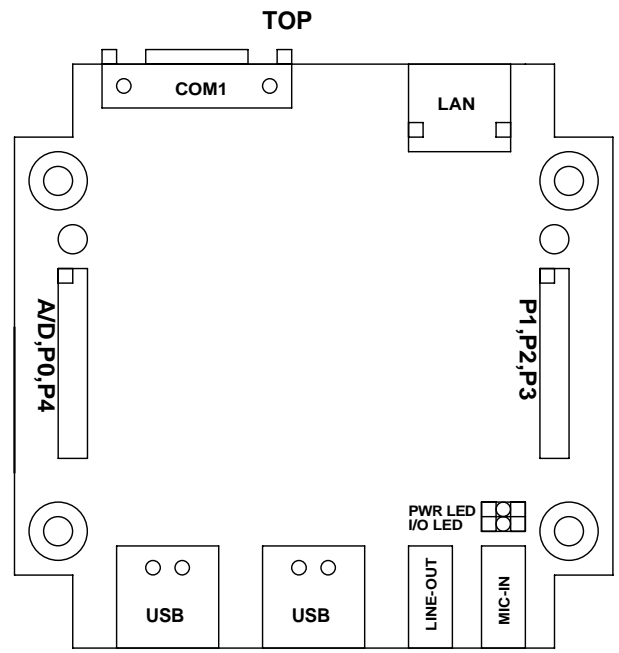 TOP
COM1
LAN
A/D,P0,P4
P1,P2,P3
PWR LED
I/O LED
USB
USB
LINE-OUT
MIC-IN